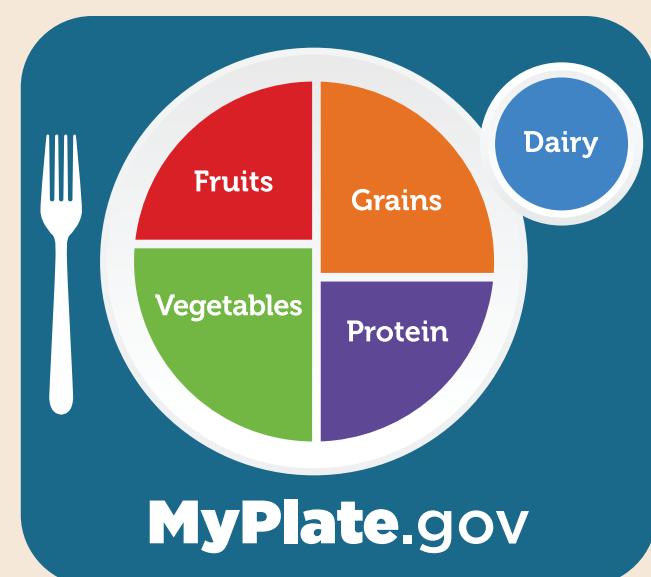 Dairy
Fruits
Grains
Vegetables
Protein
MyPlate.gov